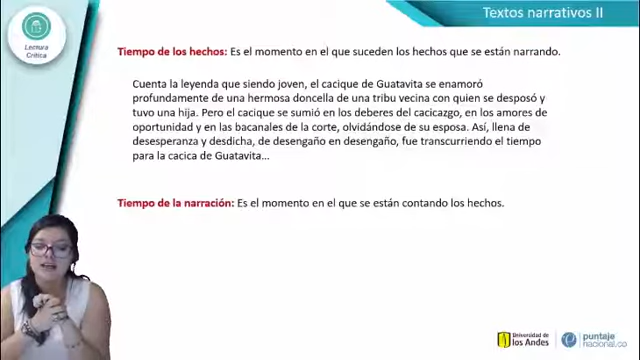 Textos narrativos II
Lectura
Crítica
Tiempo de los hechos: Es el momento en el que suceden los hechos que se están narrando.
Cuenta la leyenda que siendo joven, el cacique de Guatavita se enamoró
profundamente de una hermosa doncella de una tribu vecina con quien se desposó y
tuvo una hija. Pero el cacique se sumió en los deberes del cacicazgo, en los amores de
oportunidad y en las bacanales de la corte, olvidándose de su esposa. Así, llena de
desesperanza y desdicha, de desengaño en desengaño, fue transcurriendo el tiempo
para la cacica de Guatavita...
Tiempo de la narración: Es el momento en el que se están contando los hechos.
Universidad de
los Andes
puntaje
nacional.co